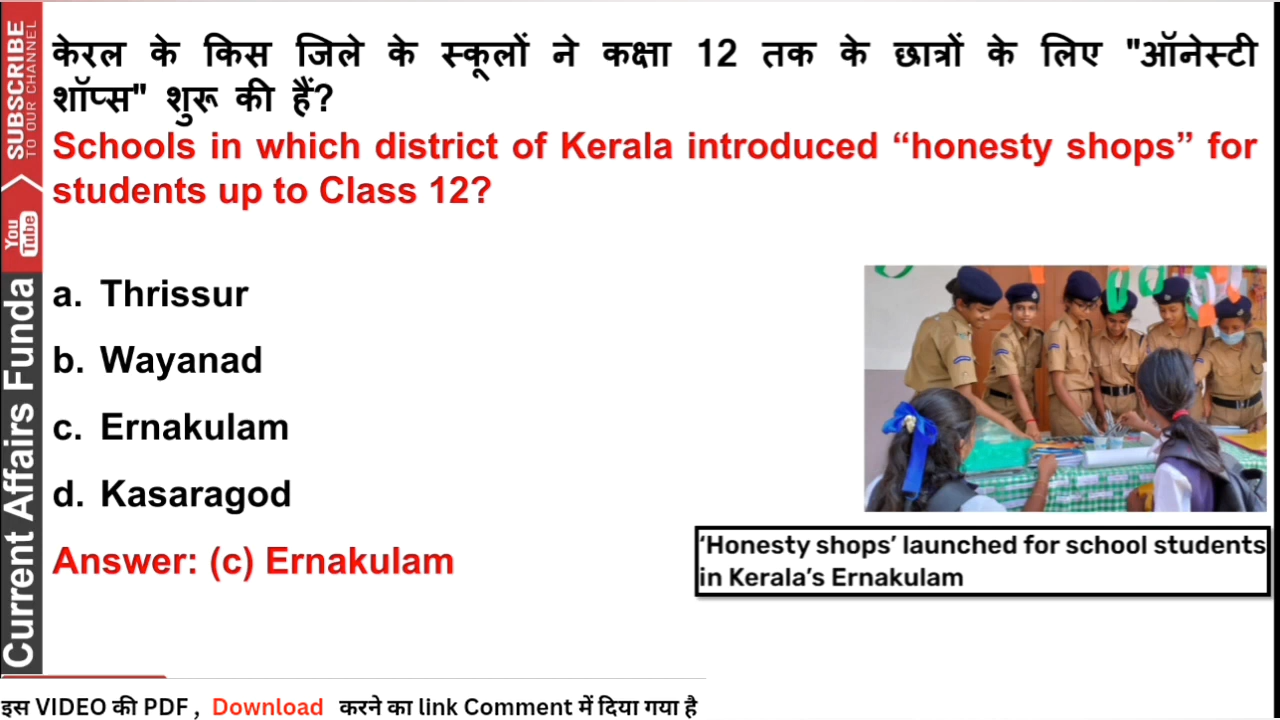 केरल के किस जिले के स्कूलों ने कक्षा 12 तक के छात्रों के लिए "ऑनेस्टी
शॉप्स" शुरू की हैं?
Schools in which district of Kerala introduced “honesty shops” for
students up to Class 12?
a. Thrissur
b. Wayanad
c. Ernakulam
d. Kasaragod
Answer: (c) Ernakulam
‘Honesty shops’ launched for school students
in Kerala’s Ernakulam
SUBSCRIBE
TO OUR CHANNEL
You
Tube
Current Affairs Funda
इस VIDEO की PDF , Download करने का link Comment में दिया गया है